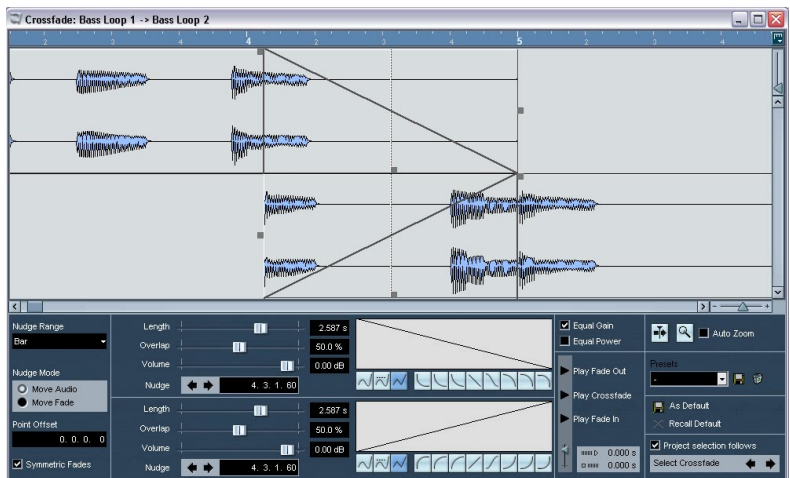 Crossfade: Bass Loop 1 -> Bass Loop 2
2 3 4 4 2 3 4 5 2 3 4
Nudge Range
Bar
Nudge Mode
Move Audio
Move Fade
Point Offset
0. 0. 0. 0
Symmetric Fades
Length 2.587 s
Overlap 50.0 %
Volume 0.00 dB
Nudge 4. 3. 1. 60
Length 2.587 s
Overlap 50.0 %
Volume 0.00 dB
Nudge 4. 3. 1. 60
Equal Gain
Equal Power
Play Fade Out
Play Crossfade
Play Fade In
0.000 s
0.000 s
Auto Zoom
Presets
-
As Default
Recall Default
Project selection follows
Select Crossfade